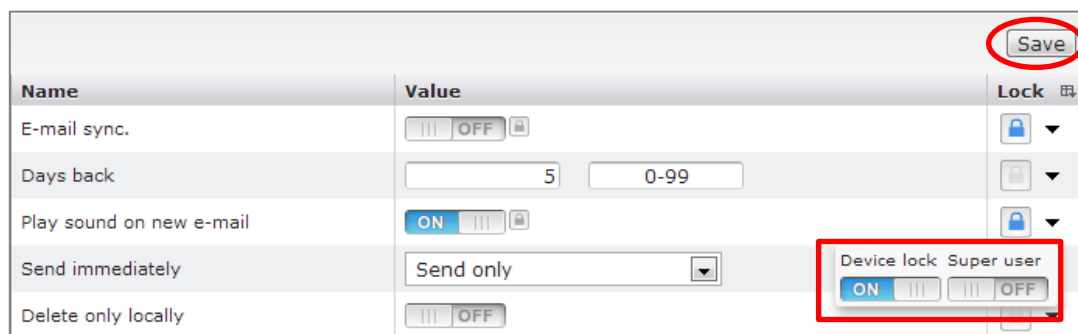 Save
Name Value Lock
E-mail sync. OFF
Days back 5 0-99
Play sound on new e-mail ON
Send immediately Send only
Device lock Super user
ON OFF
Delete only locally OFF